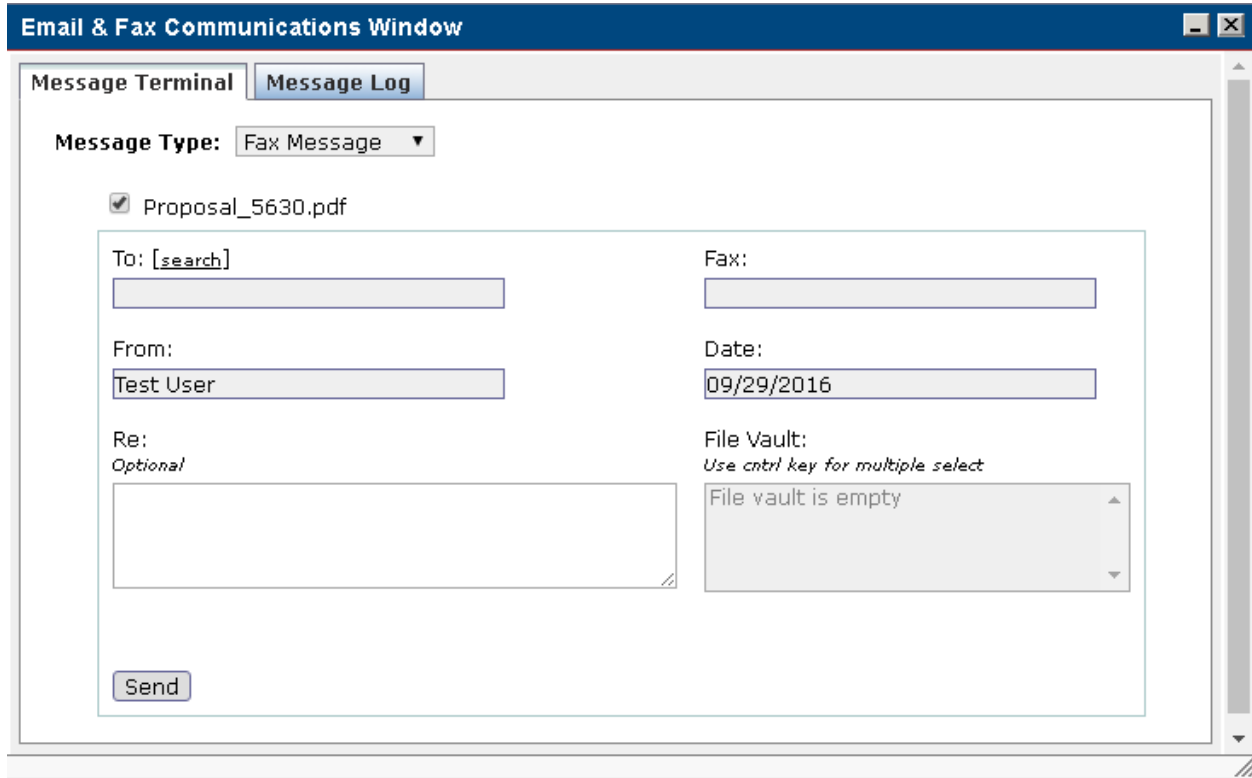 Email & Fax Communications Window
Message Terminal
Message Log
Message Type: Fax Message
Proposal_5630.pdf
To: [search]
Fax:
From:
Date:
Test User
09/29/2016
Re:
File Vault:
Optional
Use cntrl key for multiple select
File vault is empty
Send